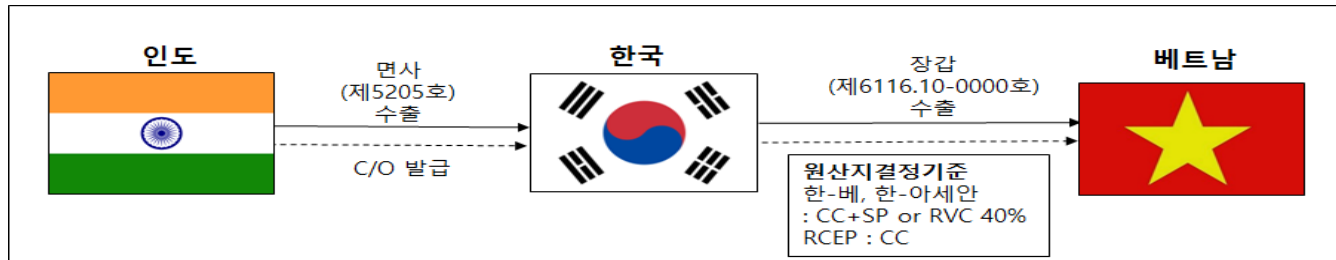 인도
면사
(제5205호)
수출
C/O 발급
한국
장갑
(제6116.10-0000호)
수출
원산지결정기준
한-베, 한-아세안
: CC+SP or RVC 40%
RCEP : CC
베트남